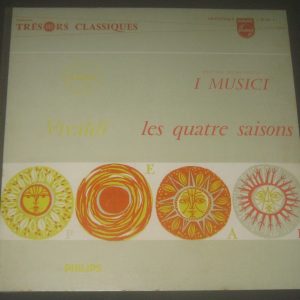 TRÉSORS CLASSIQUES
I MUSICI
Vivaldi les quatre saisons
P E A H
PHILIPS